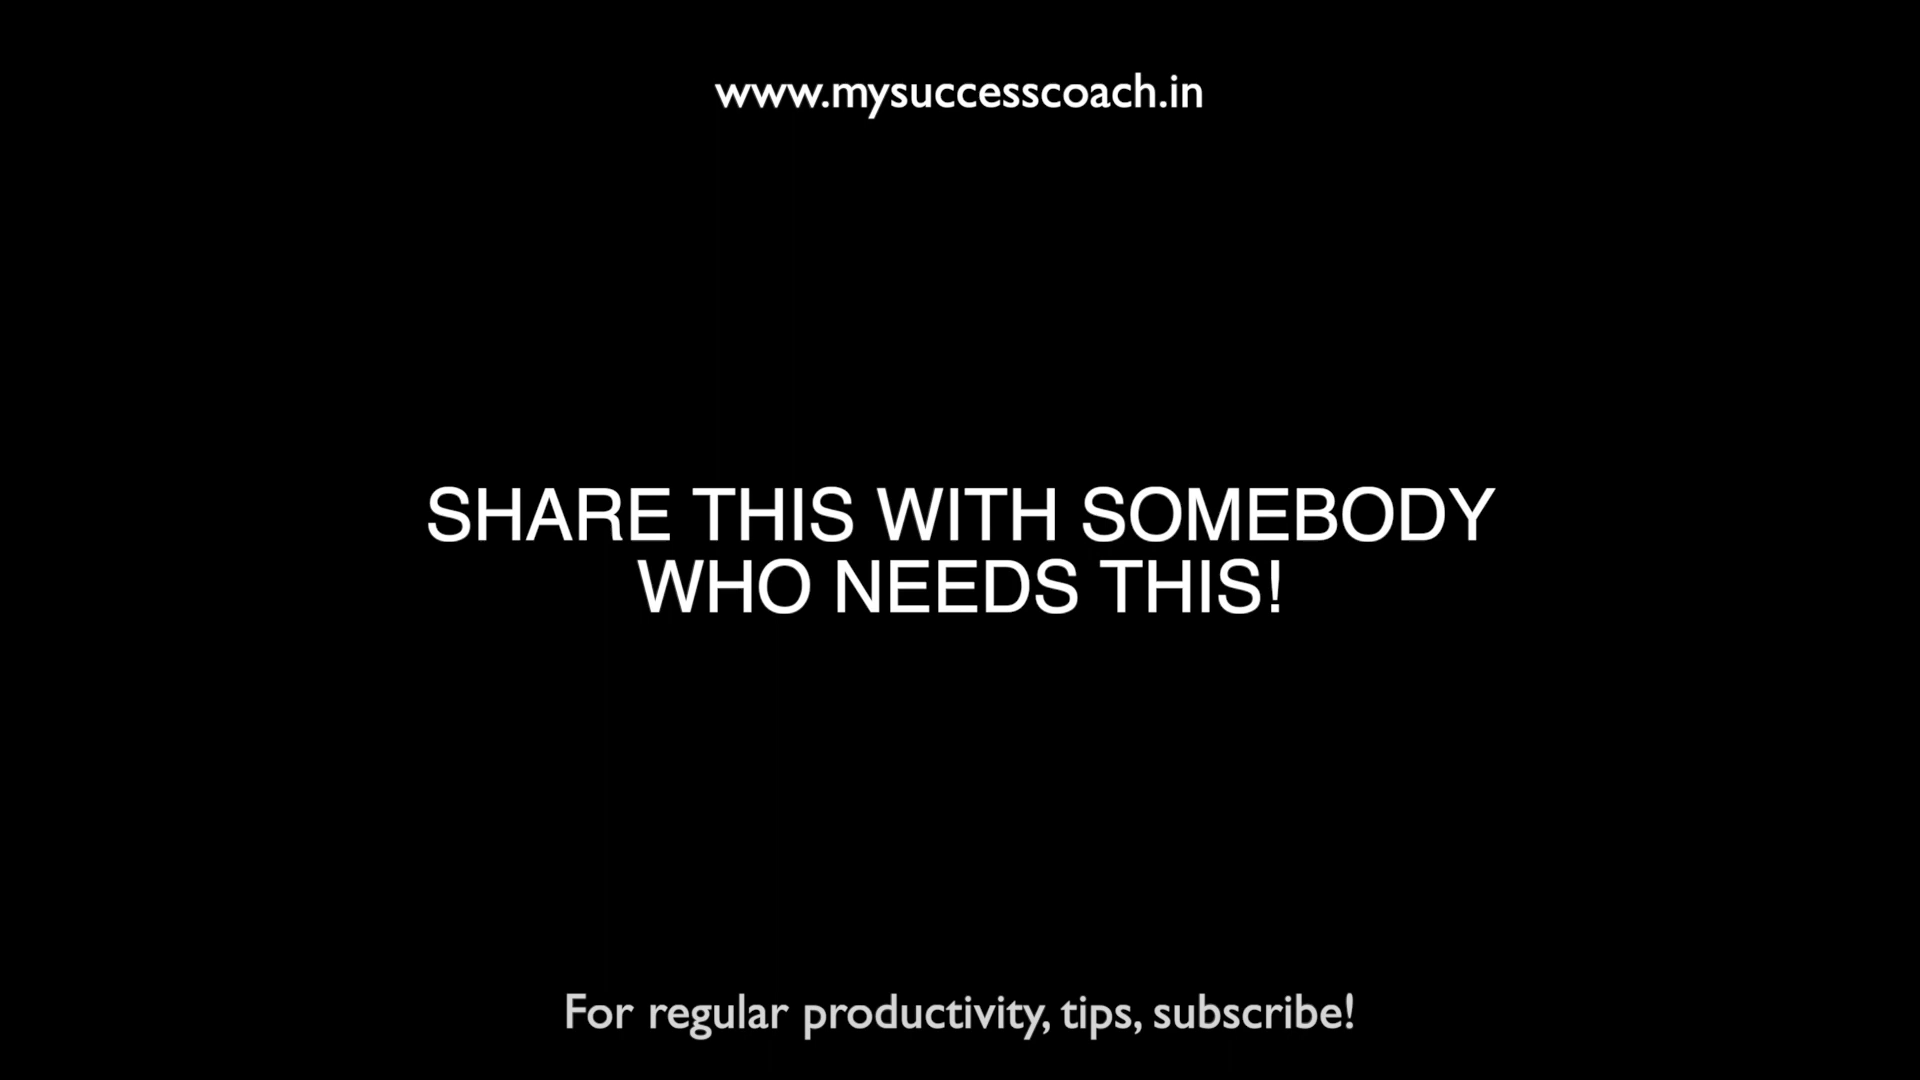 www.mysuccesscoach.in
SHARE THIS WITH SOMEBODY
WHO NEEDS THIS!
For regular productivity, tips, subscribe!